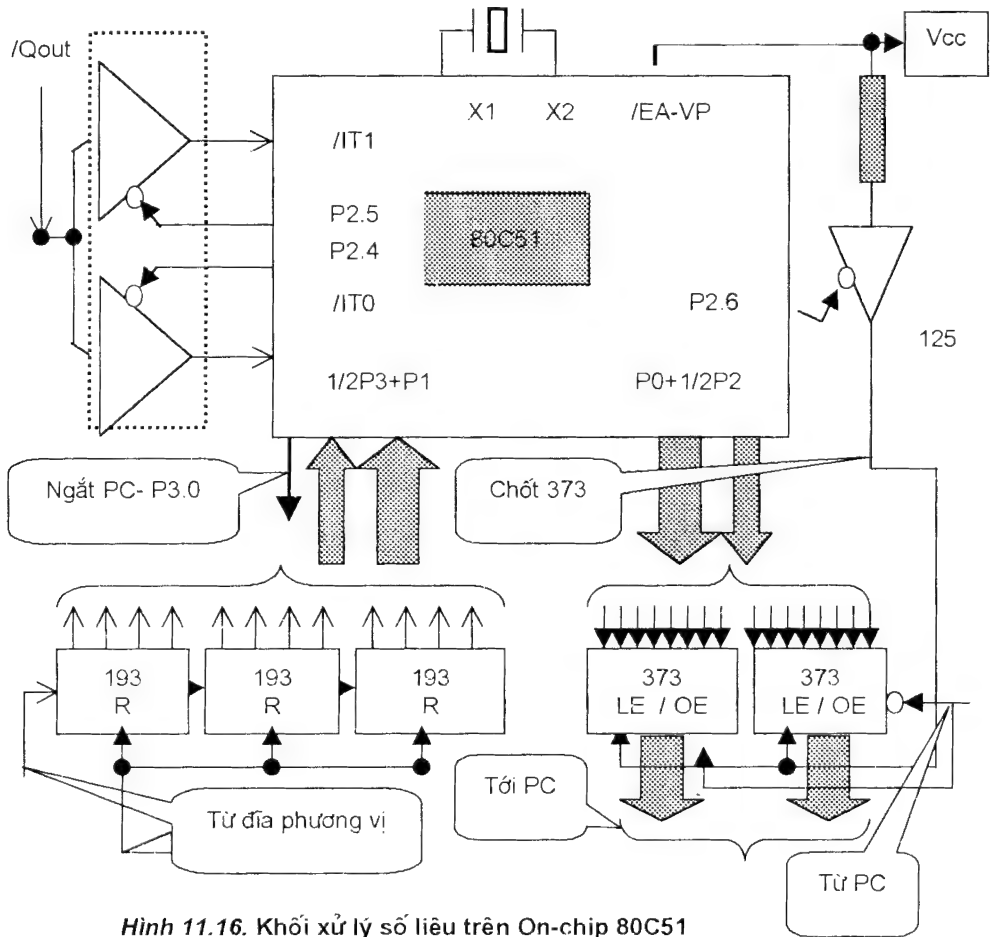 /Qout
Vcc
X1 X2 /EA-VP
/IT1
P2.5
P2.4
80C51
/IT0
P2.6
125
1/2P3+P1
P0+1/2P2
Ngắt PC- P3.0
Chốt 373
193
R
193
R
193
R
373
LE / OE
373
LE / OE
Từ đĩa phương vị
Tới PC
Từ PC
Hình 11.16. Khối xử lý số liệu trên On-chip 80C51